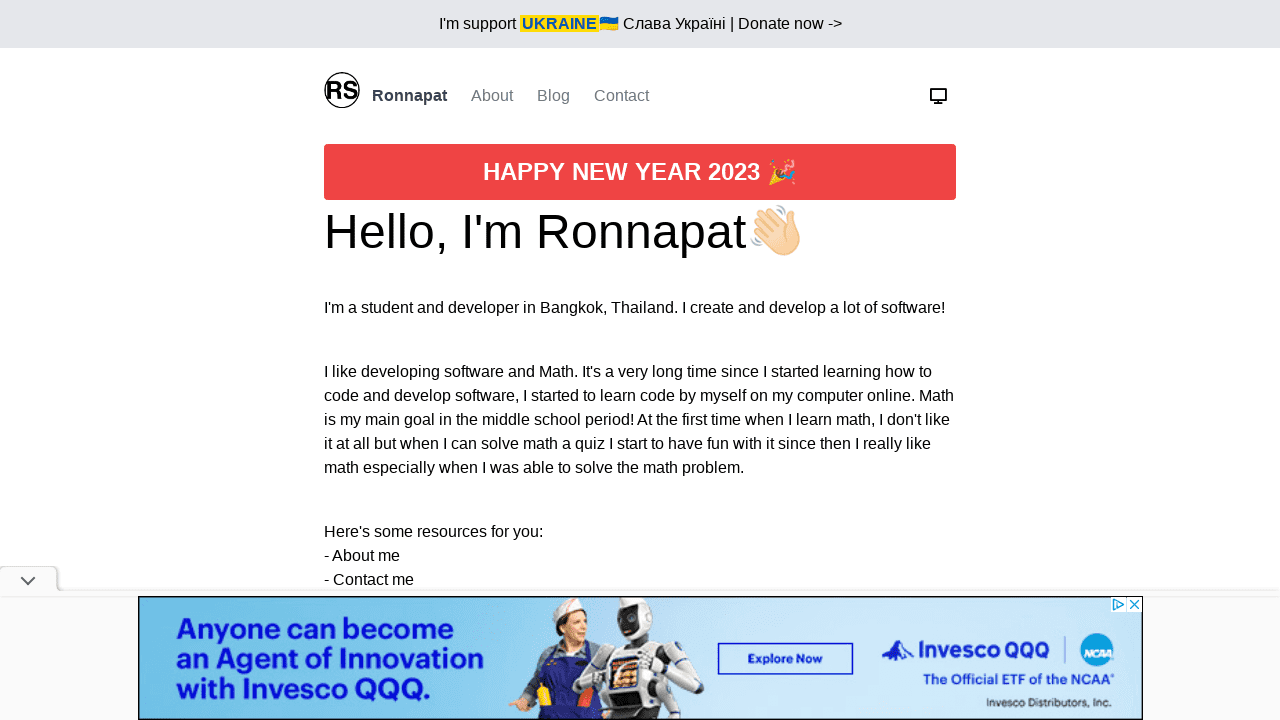 I'm support UKRAINE🇺🇦 Слава Україні | Donate now ->
RS Ronnapat About Blog Contact
HAPPY NEW YEAR 2023 🎉
Hello, I'm Ronnapat👋🏻
I'm a student and developer in Bangkok, Thailand. I create and develop a lot of software!
I like developing software and Math. It's a very long time since I started learning how to
code and develop software, I started to learn code by myself on my computer online. Math
is my main goal in the middle school period! At the first time when I learn math, I don't like
it at all but when I can solve math a quiz I start to have fun with it since then I really like
math especially when I was able to solve the math problem.
Here's some resources for you:
- About me
- Contact me
Anyone can become
an Agent of Innovation
with Invesco QQQ.
Explore Now
Invesco QQQ NCAA
The Official ETF of the NCAA®
Invesco Distributors, Inc.